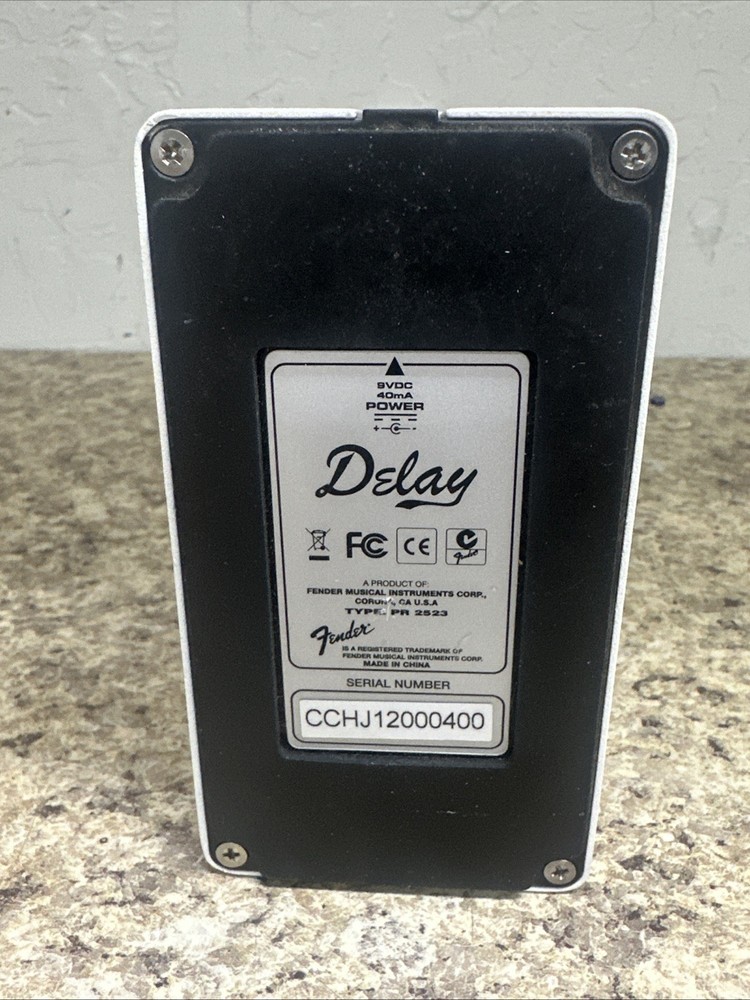 9VDC
40mA
POWER
+ -
Delay
FC CE Fender
A PRODUCT OF:
FENDER MUSICAL INSTRUMENTS CORP.,
CORONA, CA U.S.A
TYPE: PR 2523
Fender
IS A REGISTERED TRADEMARK OF
FENDER MUSICAL INSTRUMENTS CORP.
MADE IN CHINA
SERIAL NUMBER
CCHJ12000400